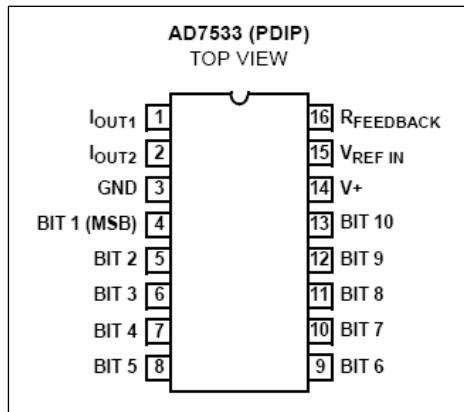 AD7533 (PDIP)
TOP VIEW
IOUT1 1
IOUT2 2
GND 3
BIT 1 (MSB) 4
BIT 2 5
BIT 3 6
BIT 4 7
BIT 5 8
16 RFEEDBACK
15 VREF IN
14 V+
13 BIT 10
12 BIT 9
11 BIT 8
10 BIT 7
9 BIT 6